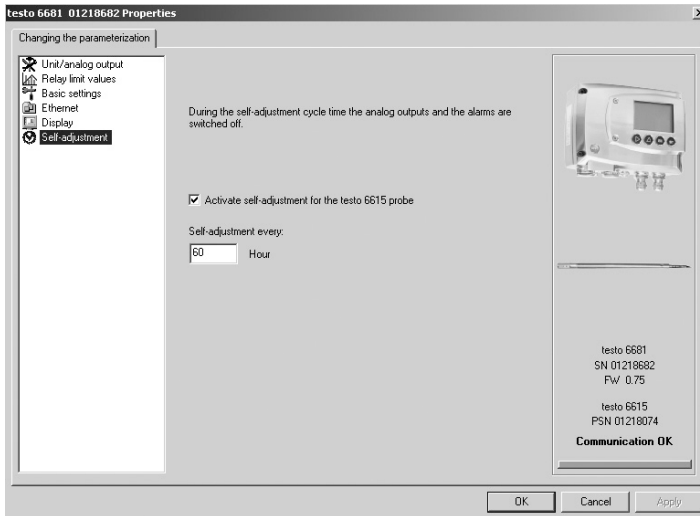 testo 6681 01218682 Properties
Changing the parameterization
Unit/analog output
Relay limit values
Basic settings
Ethernet
Display
Self-adjustment
During the self-adjustment cycle time the analog outputs and the alarms are
switched off.
Activate self-adjustment for the testo 6615 probe
Self-adjustment every:
60 Hour
testo 6681
SN 01218682
FW 0.75
testo 6615
PSN 01218074
Communication OK
OK
Cancel
Apply